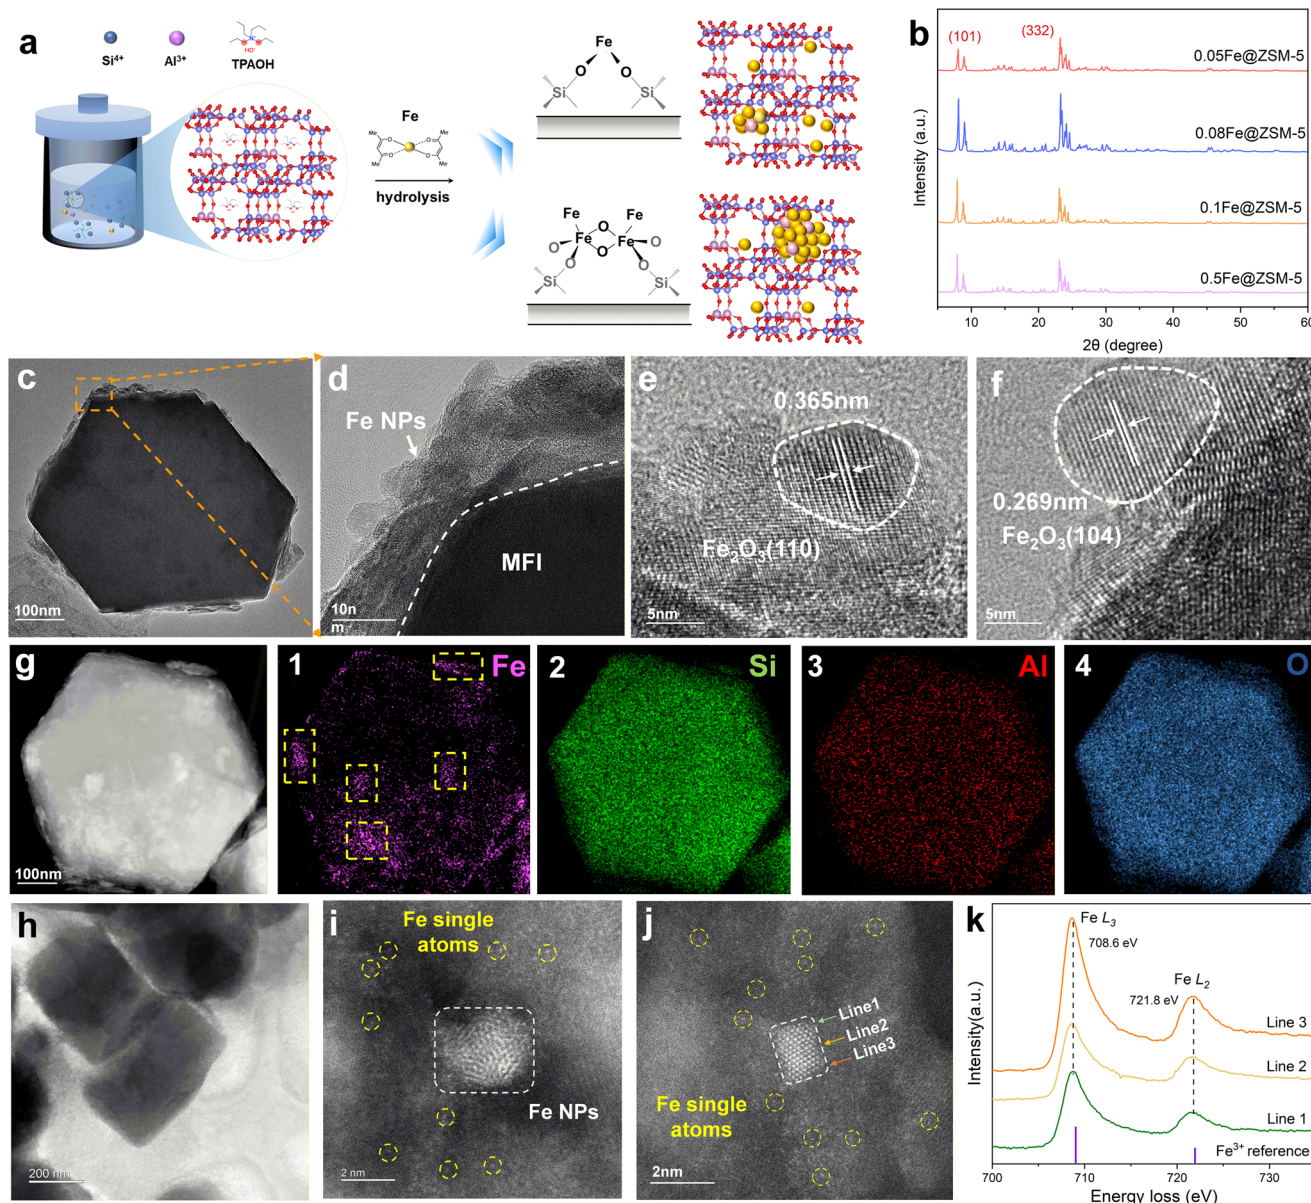 a
Si⁴⁺
Al³⁺
HO⁻
N⁺
TPAOH
Fe
Me
Me
O
O
O
O
Me
Me
hydrolysis
Fe
O
O
Si
Si
Fe
Fe
O
Fe
Fe
O
O
O
O
O
Si
Si
b
Intensity (a.u.)
(101)
(332)
0.05Fe@ZSM-5
0.08Fe@ZSM-5
0.1Fe@ZSM-5
0.5Fe@ZSM-5
10
20
30
40
50
60
2θ (degree)
c
100nm
d
Fe NPs
MFI
10n
m
e
0.365nm
Fe₂O₃(110)
5nm
f
0.269nm
Fe₂O₃(104)
5nm
g
100nm
1
Fe
2
Si
3
Al
4
O
h
200 nm
i
Fe single
atoms
Fe NPs
2 nm
j
Line1
Line2
Line3
Fe single
atoms
2nm
k
Intensity(a.u.)
Fe L₃
708.6 eV
Fe L₂
721.8 eV
Line 3
Line 2
Line 1
Fe³⁺ reference
700
710
720
730
Energy loss (eV)